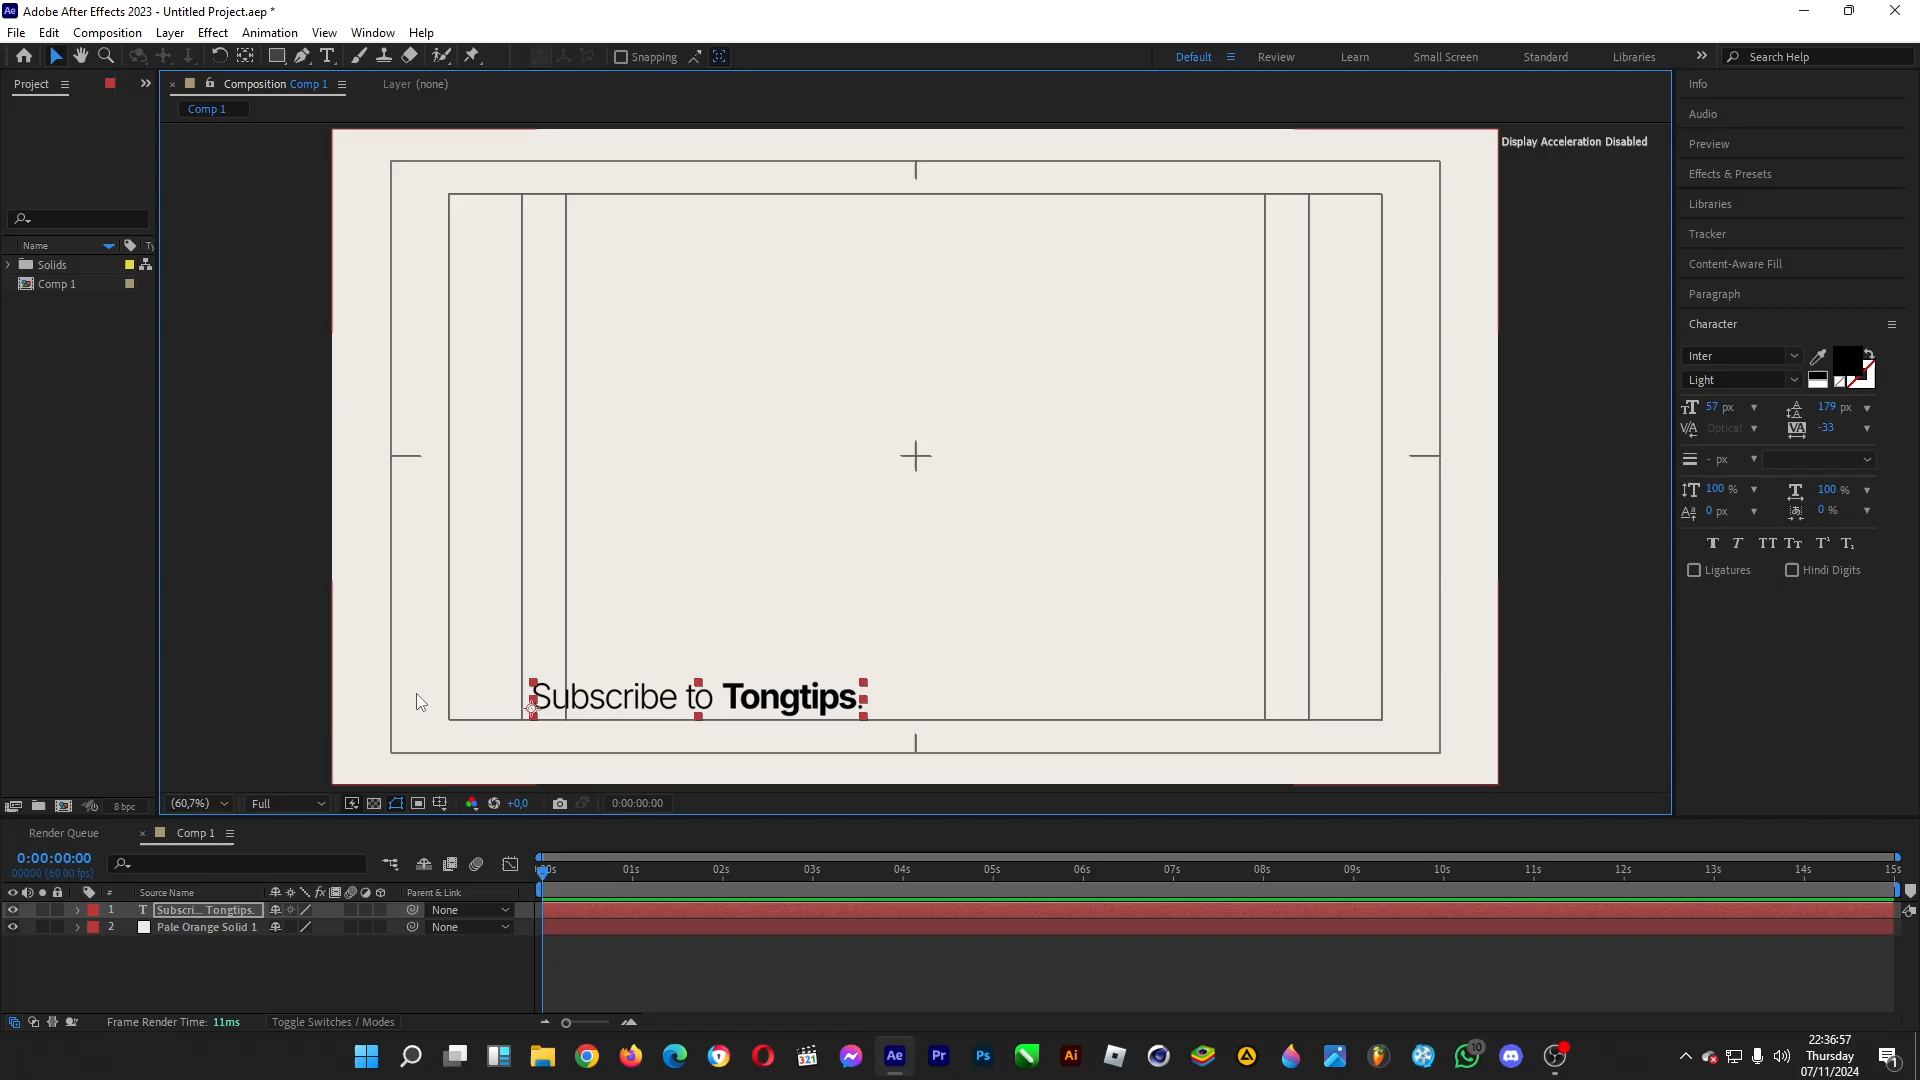 Adobe After Effects 2023 - Untitled Project.aep *
File Edit Composition Layer Effect Animation View Window Help
Snapping
Default Review Learn Small Screen Standard Libraries Search Help
Project
Composition Comp 1
Layer (none)
Comp 1
Display Acceleration Disabled
Name
Solids
Comp 1
Subscribe to Tongtips.
Info
Audio
Preview
Effects & Presets
Libraries
Tracker
Content-Aware Fill
Paragraph
Character
Inter
Light
57 px 179 px
Optical -33
- px
100 % 100 %
0 px 0 %
Ligatures Hindi Digits
8 bpc
(60,7%) Full +0,0 0:00:00:00
Render Queue Comp 1
0:00:00:00
00000 (60.00 fps)
01s 02s 03s 04s 05s 06s 07s 08s 09s 10s 11s 12s 13s 14s 15s
# Source Name fx Parent & Link
1 T Subscri... Tongtips. None
2 Pale Orange Solid 1 None
Frame Render Time: 11ms Toggle Switches / Modes
22:36:57
Thursday
07/11/2024